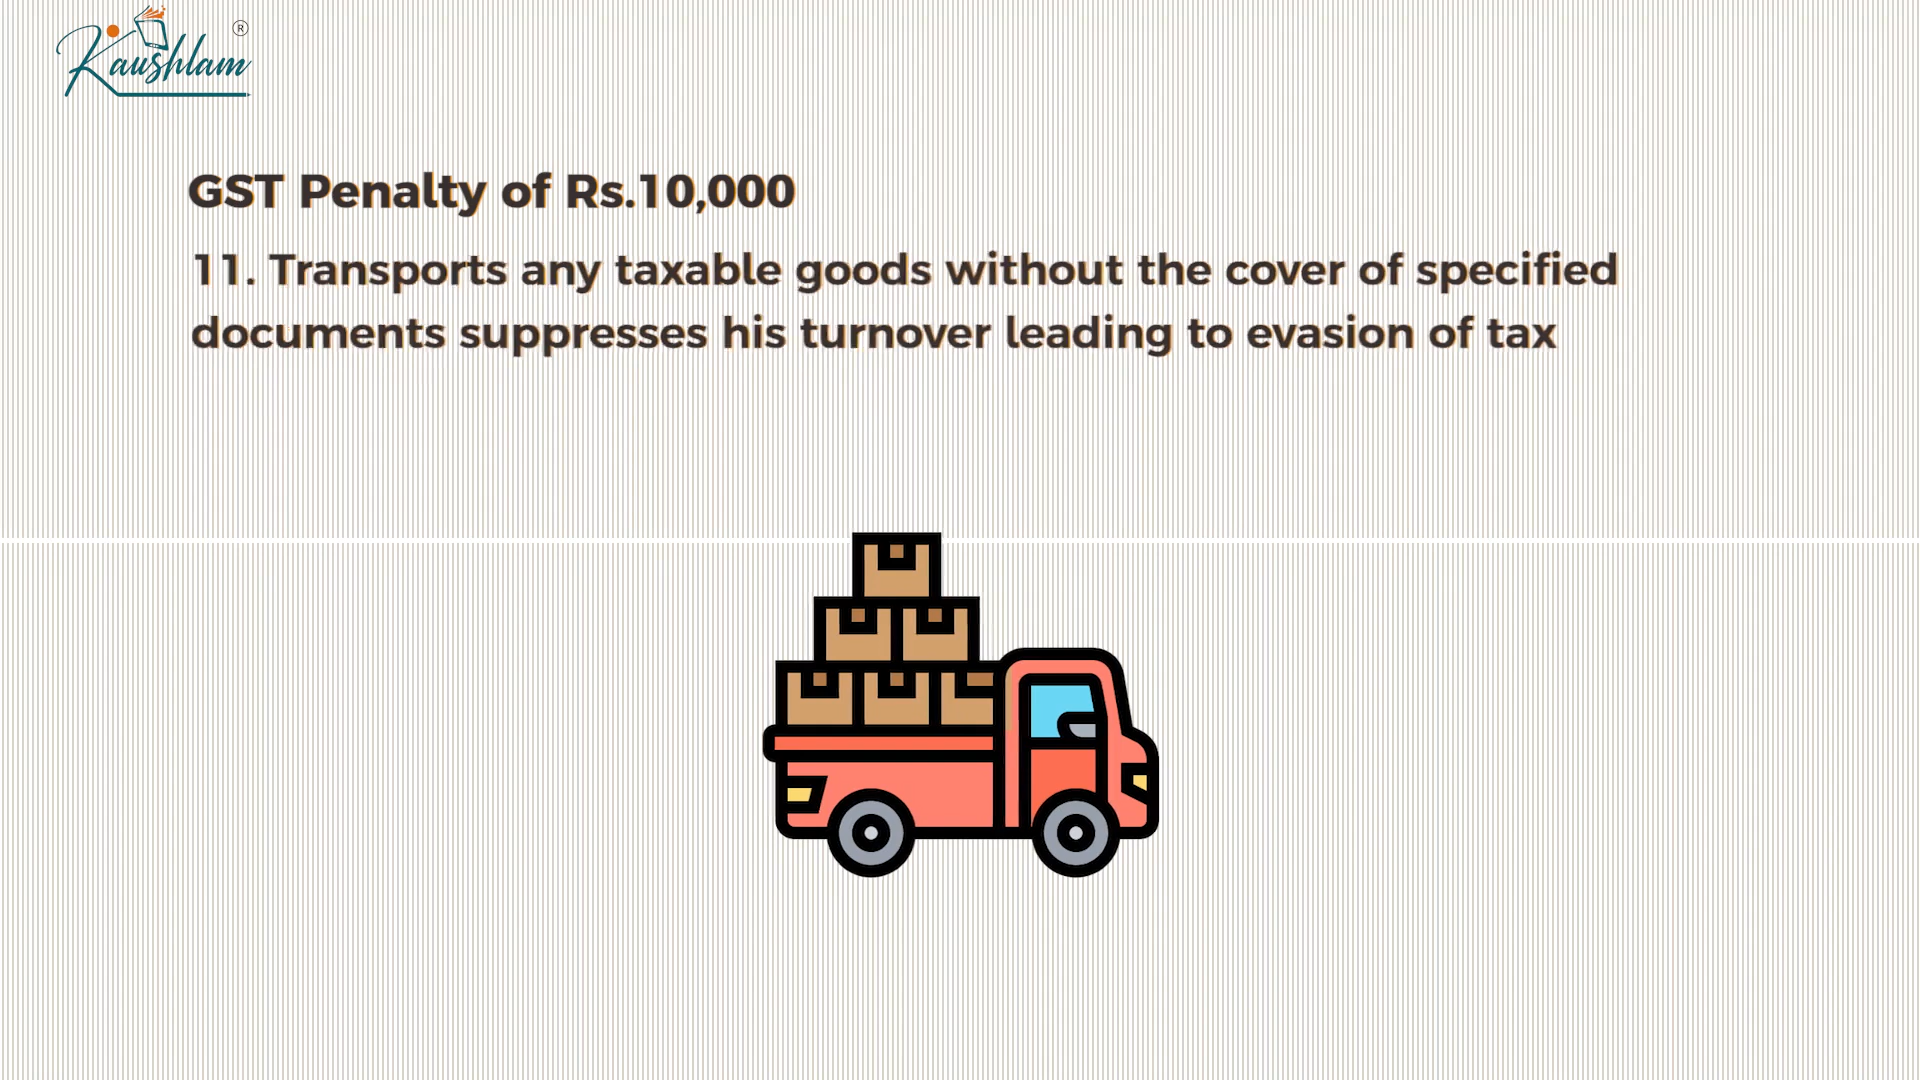 Kaushlam ®
GST Penalty of Rs.10,000
11. Transports any taxable goods without the cover of specified
documents suppresses his turnover leading to evasion of tax